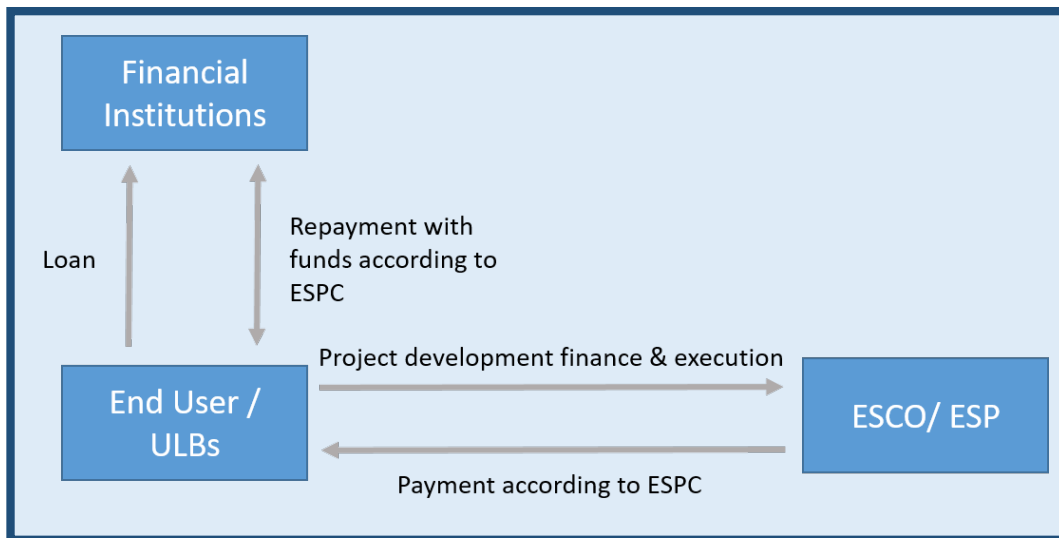 Financial
Institutions
Loan
Repayment with
funds according to
ESPC
Project development finance & execution
End User /
ULBs
ESCO/ ESP
Payment according to ESPC